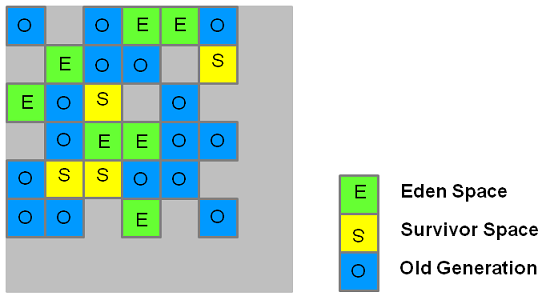 O O E E O
E O O S
E O S O
O E E O O
O S S O O
O O E O
E Eden Space
S Survivor Space
O Old Generation